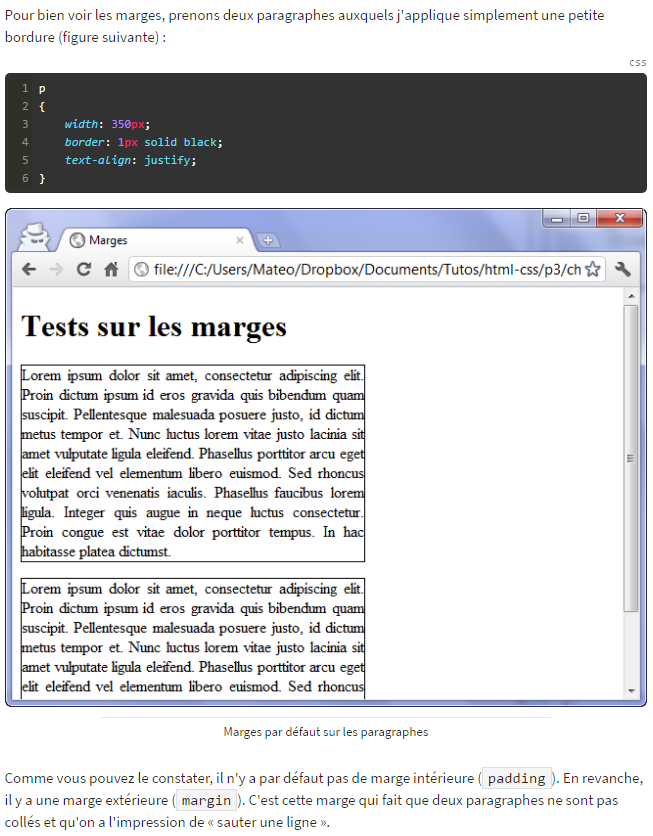 Pour bien voir les marges, prenons deux paragraphes auxquels j'applique simplement une petite
bordure (figure suivante) :
css
1 p
2 {
3     width: 350px;
4     border: 1px solid black;
5     text-align: justify;
6 }
Marges
file:///C:/Users/Mateo/Dropbox/Documents/Tutos/html-css/p3/ch
Tests sur les marges
Lorem ipsum dolor sit amet, consectetur adipiscing elit.
Proin dictum ipsum id eros gravida quis bibendum quam
suscipit. Pellentesque malesuada posuere justo, id dictum
metus tempor et. Nunc luctus lorem vitae justo lacinia sit
amet vulputate ligula eleifend. Phasellus porttitor arcu eget
elit eleifend vel elementum libero euismod. Sed rhoncus
volutpat orci venenatis iaculis. Phasellus faucibus lorem
ligula. Integer quis augue in neque luctus consectetur.
Proin congue est vitae dolor porttitor tempus. In hac
habitasse platea dictumst.
Lorem ipsum dolor sit amet, consectetur adipiscing elit.
Proin dictum ipsum id eros gravida quis bibendum quam
suscipit. Pellentesque malesuada posuere justo, id dictum
metus tempor et. Nunc luctus lorem vitae justo lacinia sit
amet vulputate ligula eleifend. Phasellus porttitor arcu eget
elit eleifend vel elementum libero euismod. Sed rhoncus
Marges par défaut sur les paragraphes
Comme vous pouvez le constater, il n'y a par défaut pas de marge intérieure ( padding ). En revanche,
il y a une marge extérieure ( margin ). C'est cette marge qui fait que deux paragraphes ne sont pas
collés et qu'on a l'impression de « sauter une ligne ».